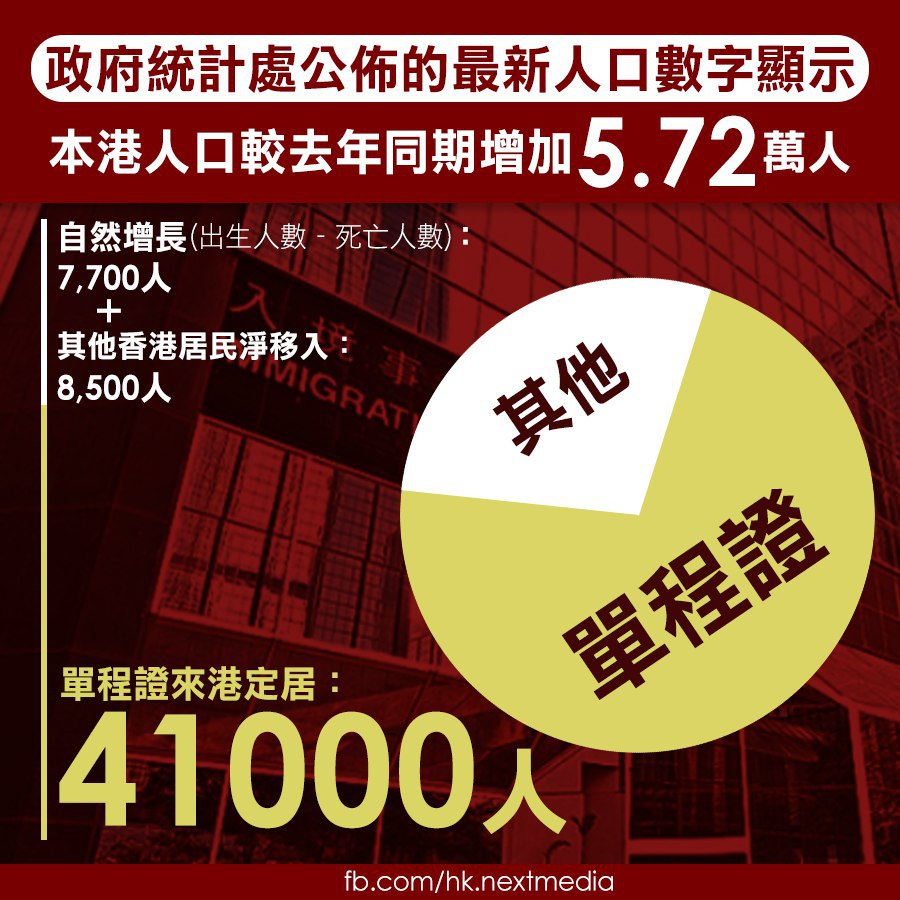 政府統計處公佈的最新人口數字顯示
本港人口較去年同期增加5.72萬人
自然增長(出生人數 - 死亡人數)：
7,700人
+
其他香港居民淨移入：
8,500人
入境事
IMMIGRATI
其他
單程證
單程證來港定居：
41000人
fb.com/hk.nextmedia